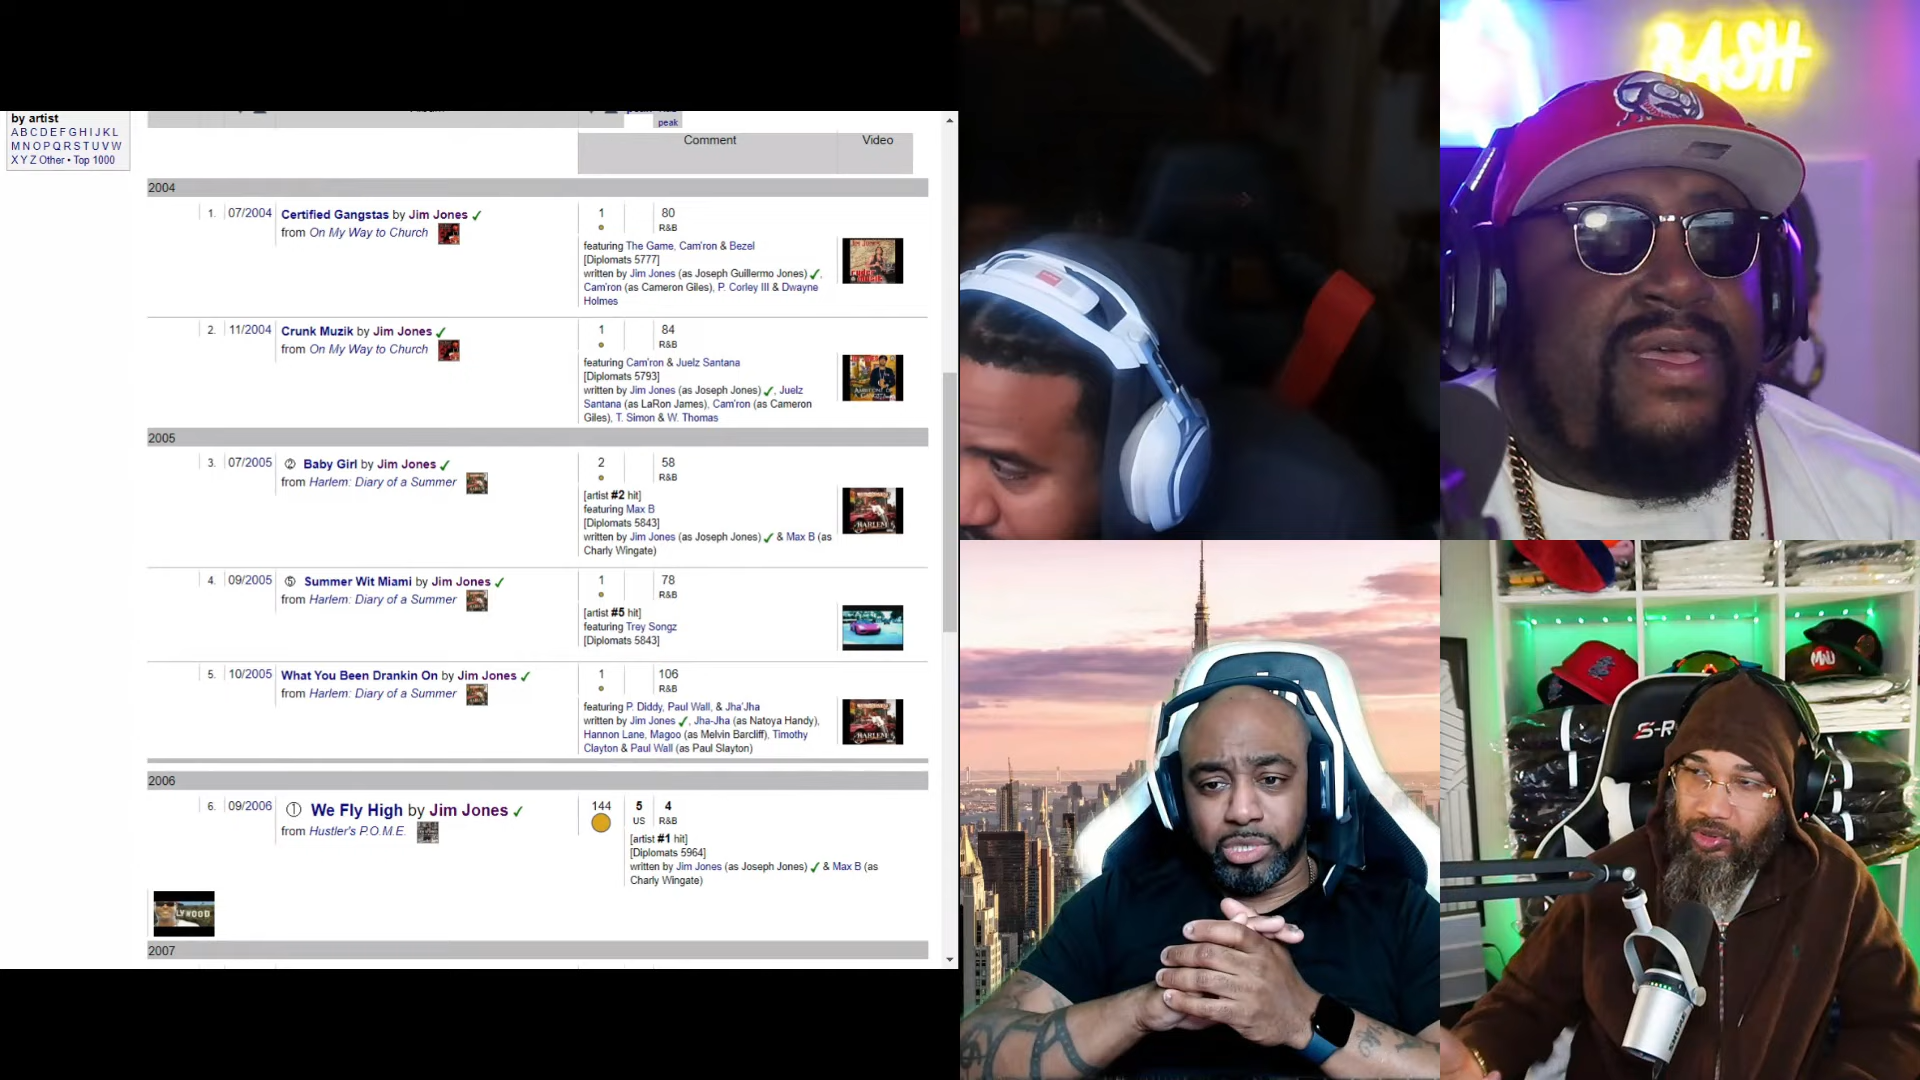 by artist
A B C D E F G H I J K L
M N O P Q R S T U V W
X Y Z Other • Top 1000
peak
Comment
Video
2004
1. 07/2004 Certified Gangstas by Jim Jones ✓ 1 80
from On My Way to Church R&B
featuring The Game, Cam'ron & Bezel
[Diplomats 5777]
written by Jim Jones (as Joseph Guillermo Jones) ✓,
Cam'ron (as Cameron Giles), P. Corley III & Dwayne
Holmes
2. 11/2004 Crunk Muzik by Jim Jones ✓ 1 84
from On My Way to Church R&B
featuring Cam'ron & Juelz Santana
[Diplomats 5793]
written by Jim Jones (as Joseph Jones) ✓, Juelz
Santana (as LaRon James), Cam'ron (as Cameron
Giles), T. Simon & W. Thomas
2005
3. 07/2005 ② Baby Girl by Jim Jones ✓ 2 58
from Harlem: Diary of a Summer R&B
[artist #2 hit]
featuring Max B
[Diplomats 5843]
written by Jim Jones (as Joseph Jones) ✓ & Max B (as
Charly Wingate)
HARLEM
4. 09/2005 ⑤ Summer Wit Miami by Jim Jones ✓ 1 78
from Harlem: Diary of a Summer R&B
[artist #5 hit]
featuring Trey Songz
[Diplomats 5843]
5. 10/2005 What You Been Drankin On by Jim Jones ✓ 1 106
from Harlem: Diary of a Summer R&B
featuring P. Diddy, Paul Wall, & Jha'Jha
written by Jim Jones ✓, Jha-Jha (as Natoya Handy),
Hannon Lane, Magoo (as Melvin Barcliff), Timothy
Clayton & Paul Wall (as Paul Slayton)
HARLEM
2006
6. 09/2006 ① We Fly High by Jim Jones ✓ 144 5 4
from Hustler's P.O.M.E. US R&B
[artist #1 hit]
[Diplomats 5964]
written by Jim Jones (as Joseph Jones) ✓ & Max B (as
Charly Wingate)
LYWOOD
2007
BASH
S-R
SHURE